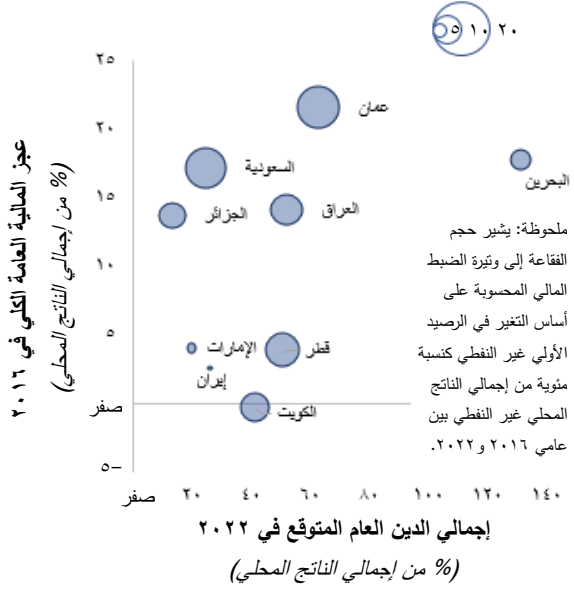 ٥ ١٠ ٢٠
عجز المالية العامة الكلي في ٢٠١٦
(% من إجمالي الناتج المحلي)
٢٥
٢٠
١٥
١٠
٥
صفر
٥-
عمان
السعودية
البحرين
الجزائر
العراق
ملحوظة: يشير حجم
الفقاعة إلى وتيرة الضبط
المالي المحسوبة على
أساس التغير في الرصيد
الأولي غير النفطي كنسبة
مئوية من إجمالي الناتج
المحلي غير النفطي بين
عامي ٢٠١٦ و٢٠٢٢.
الإمارات
قطر
إيران
الكويت
صفر ٢٠ ٤٠ ٦٠ ٨٠ ١٠٠ ١٢٠ ١٤٠
إجمالي الدين العام المتوقع في ٢٠٢٢
(% من إجمالي الناتج المحلي)